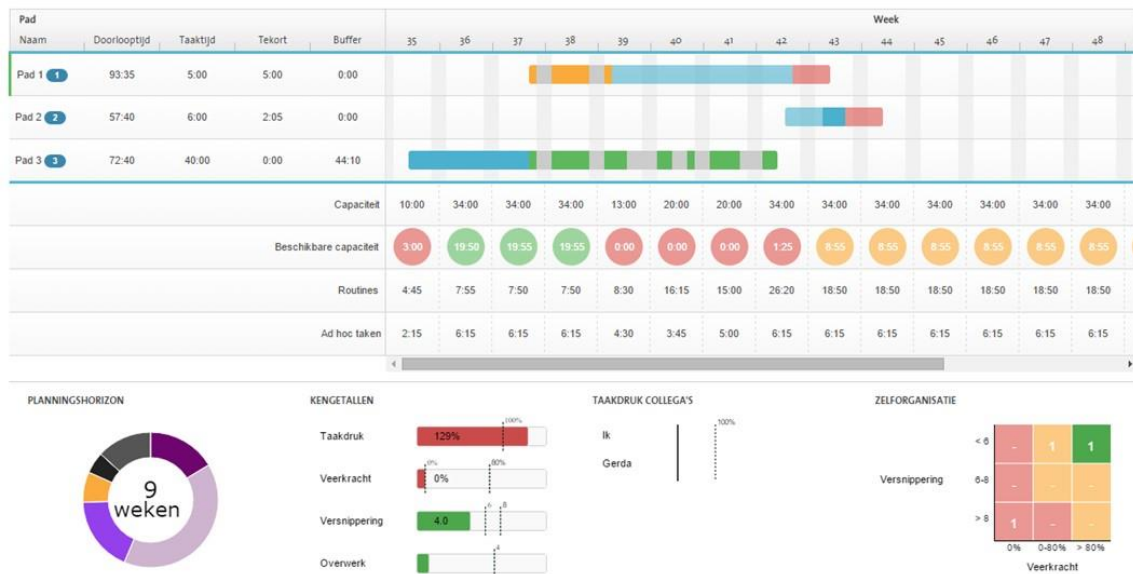 Pad Week
Naam Doorlooptijd Taaktijd Tekort Buffer 35 36 37 38 39 40 41 42 43 44 45 46 47 48
Pad 1 1 93:35 5:00 5:00 0:00
Pad 2 2 57:40 6:00 2:05 0:00
Pad 3 3 72:40 40:00 0:00 44:10
Capaciteit 10:00 34:00 34:00 34:00 13:00 20:00 20:00 34:00 34:00 34:00 34:00 34:00 34:00 34:00
Beschikbare capaciteit 3:00 19:50 19:55 19:55 0:00 0:00 0:00 1:25 8:55 8:55 8:55 8:55 8:55 8:55
Routines 4:45 7:55 7:50 7:50 8:30 16:15 15:00 26:20 18:50 18:50 18:50 18:50 18:50 18:50
Ad hoc taken 2:15 6:15 6:15 6:15 4:30 3:45 5:00 6:15 6:15 6:15 6:15 6:15 6:15 6:15
PLANNINGSHORIZON
9
weken
KENGETALLEN
100%
Taakdruk 129%
0% 80%
Veerkracht 0%
6 8
Versnippering 4.0
4
Overwerk
TAAKDRUK COLLEGA'S
100%
Ik
Gerda
ZELFORGANISATIE
< 6 - 1 1
Versnippering 6-8 - - -
> 8 1 - -
0% 0-80% > 80%
Veerkracht